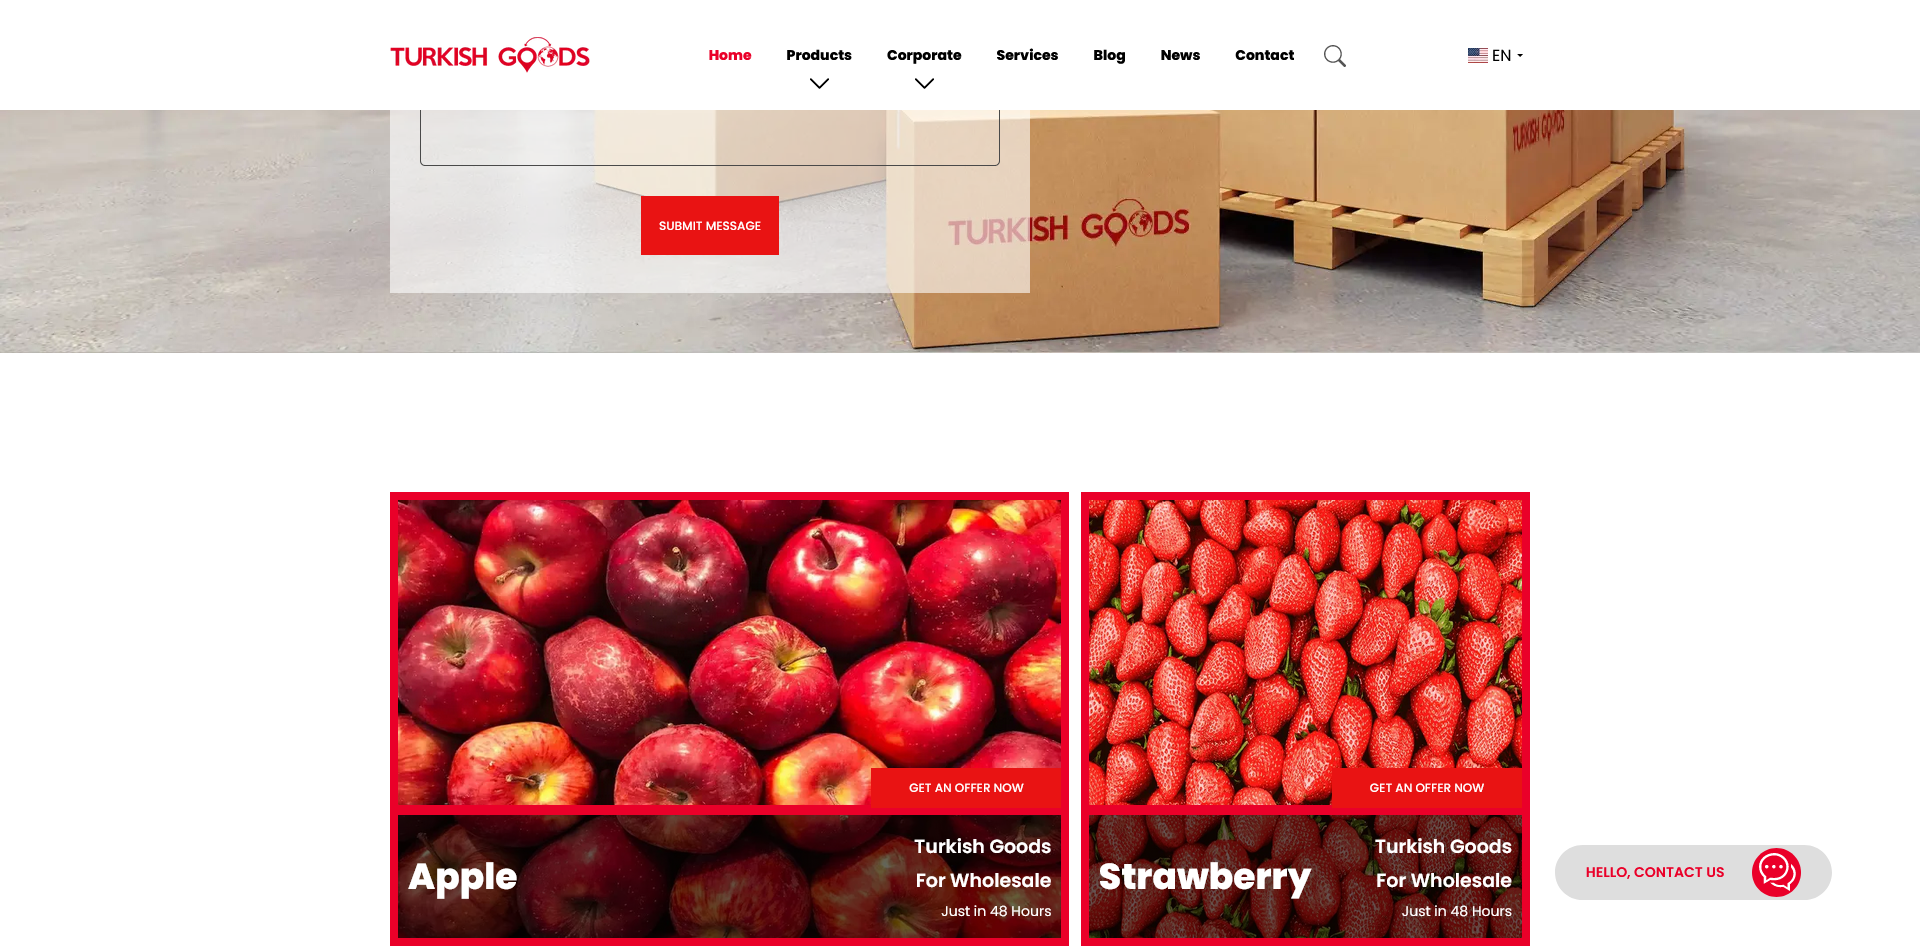 TURKISH GOODS
Home
Products
Corporate
Services
Blog
News
Contact
EN
TURKISH GOODS
TURKISH GOODS
SUBMIT MESSAGE
GET AN OFFER NOW
Apple
Turkish Goods
For Wholesale
Just in 48 Hours
GET AN OFFER NOW
Strawberry
Turkish Goods
For Wholesale
Just in 48 Hours
HELLO, CONTACT US